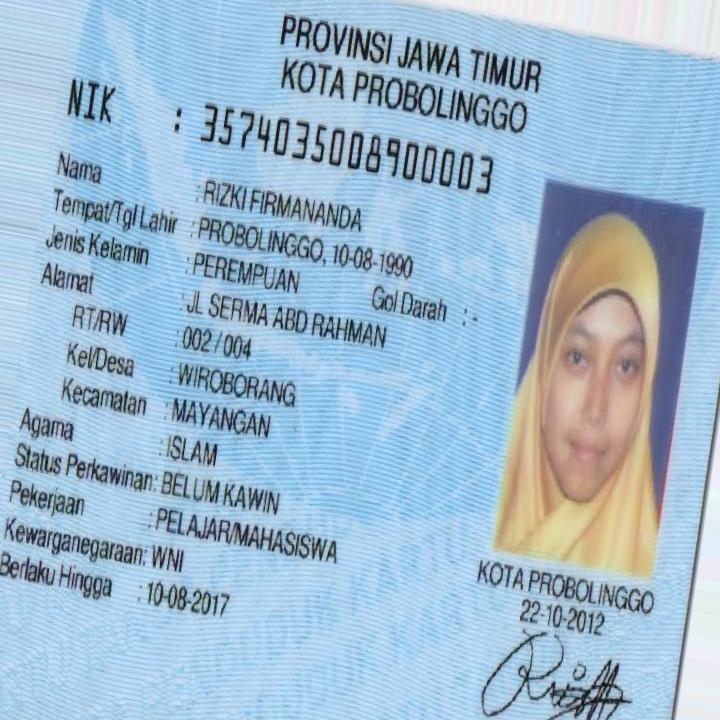 PROVINSI JAWA TIMUR
KOTA PROBOLINGGO
NIK : 3574035008900003
Nama : RIZKI FIRMANANDA
Tempat/Tgl Lahir : PROBOLINGGO, 10-08-1990
Jenis Kelamin : PEREMPUAN Gol Darah : -
Alamat : JL SERMA ABD RAHMAN
RT/RW : 002 / 004
Kel/Desa : WIROBORANG
Kecamatan : MAYANGAN
Agama : ISLAM
Status Perkawinan: BELUM KAWIN
Pekerjaan : PELAJAR/MAHASISWA
Kewarganegaraan: WNI
Berlaku Hingga : 10-08-2017
KOTA PROBOLINGGO
22-10-2012